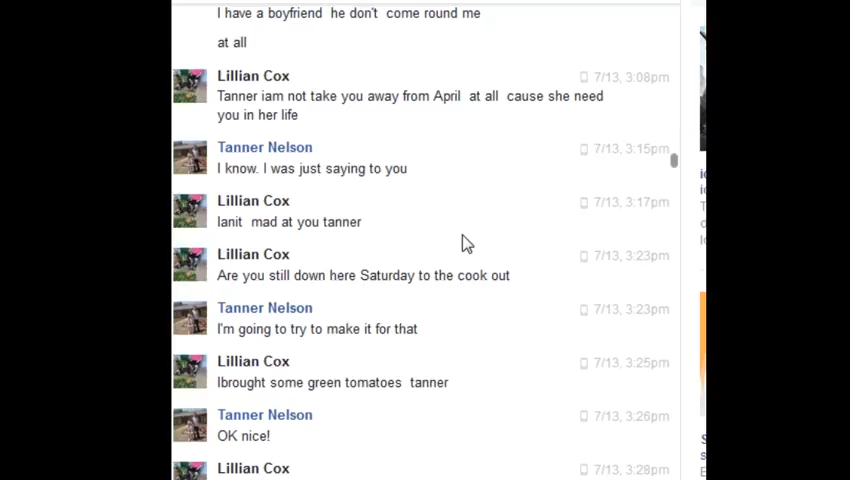 I have a boyfriend he don't come round me
at all
Lillian Cox 7/13, 3:08pm
Tanner iam not take you away from April at all cause she need
you in her life
Tanner Nelson 7/13, 3:15pm
I know. I was just saying to you
Lillian Cox 7/13, 3:17pm
Ianit mad at you tanner
Lillian Cox 7/13, 3:23pm
Are you still down here Saturday to the cook out
Tanner Nelson 7/13, 3:23pm
I'm going to try to make it for that
Lillian Cox 7/13, 3:25pm
Ibrought some green tomatoes tanner
Tanner Nelson 7/13, 3:26pm
OK nice!
Lillian Cox 7/13, 3:28pm